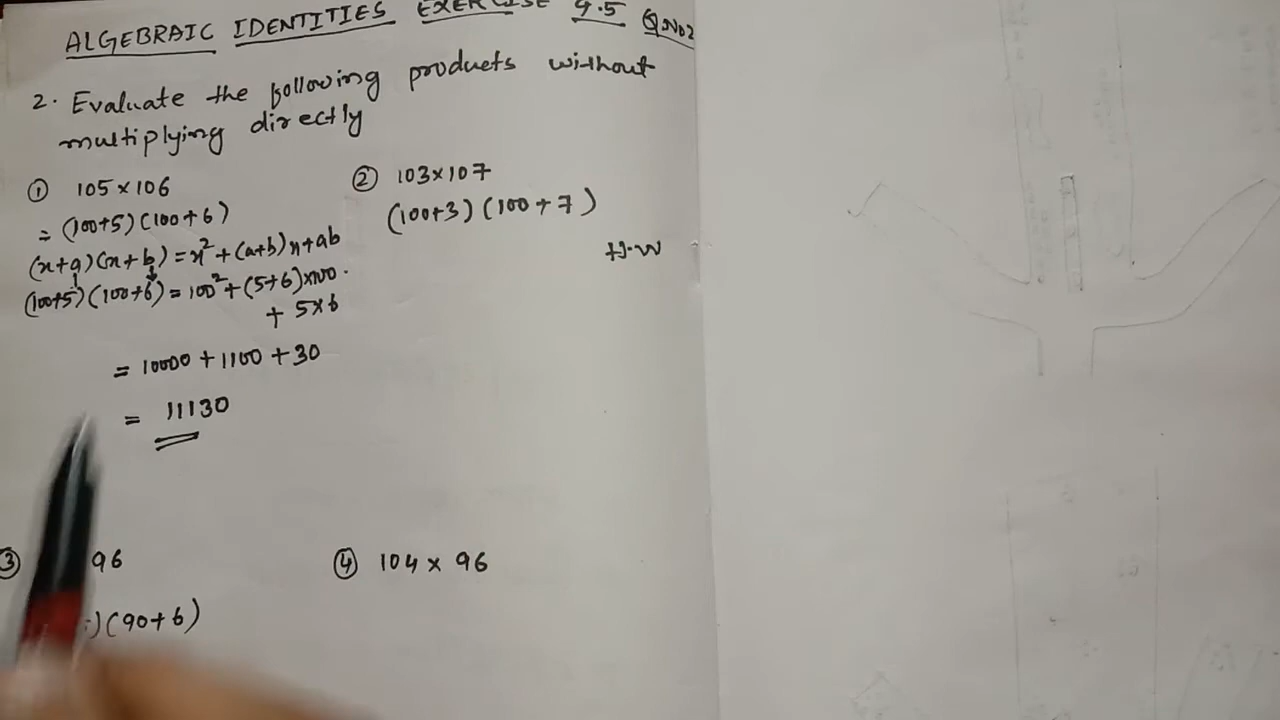 ALGEBRAIC IDENTITIES EXERCISE 9.5 Q.No2
2. Evaluate the following products without
multiplying directly
① 105 × 106
= (100+5) (100+6)
(x+a)(x+b) = x² + (a+b)x + ab
(100+5)(100+6) = 100² + (5+6)×100.
+ 5×6
= 10000 + 1100 + 30
= 11130
② 103×107
(100+3) (100+7)
H.W
③ 96
)(90+6)
④ 104 × 96